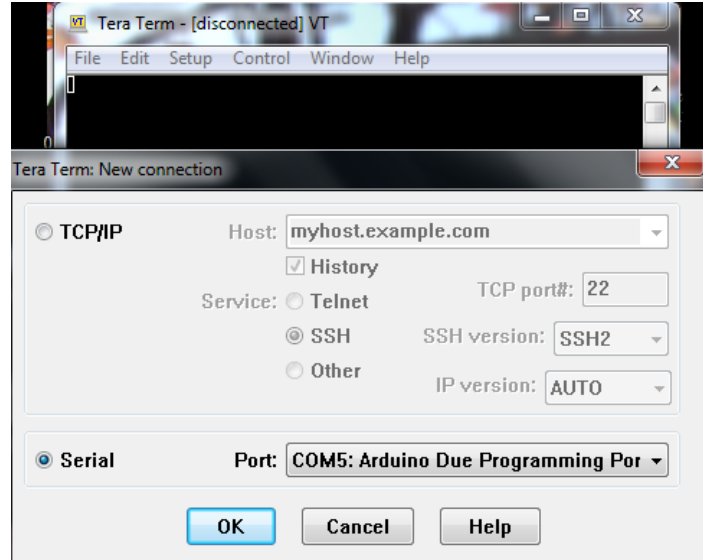 VT Tera Term - [disconnected] VT
File Edit Setup Control Window Help
0
Tera Term: New connection
TCP/IP Host: myhost.example.com
History
Service: Telnet TCP port#: 22
SSH SSH version: SSH2
Other IP version: AUTO
Serial Port: COM5: Arduino Due Programming Por
OK Cancel Help